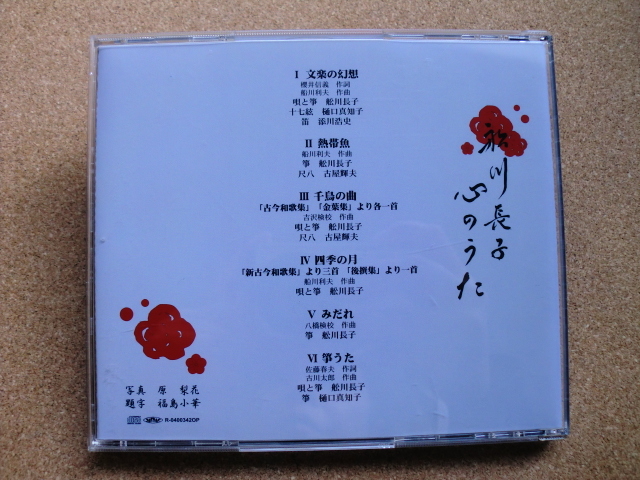 舩川長子
心のうた
I 文楽の幻想
櫻井信義 作詞
船川利夫 作曲
唄と箏 舩川長子
十七絃 樋口真知子
笛 添川浩史
II 熱帯魚
船川利夫 作曲
箏 舩川長子
尺八 古屋輝夫
III 千鳥の曲
「古今和歌集」「金葉集」より各一首
吉沢検校 作曲
唄と箏 舩川長子
尺八 古屋輝夫
IV 四季の月
「新古今和歌集」より三首 「後撰集」より一首
船川利夫 作曲
唄と箏 舩川長子
V みだれ
八橋検校 作曲
箏 舩川長子
VI 箏うた
佐藤春夫 作詞
古川太郎 作曲
唄と箏 舩川長子
箏 樋口真知子
写真 原 梨花
題字 福島小華
R-0400342OP